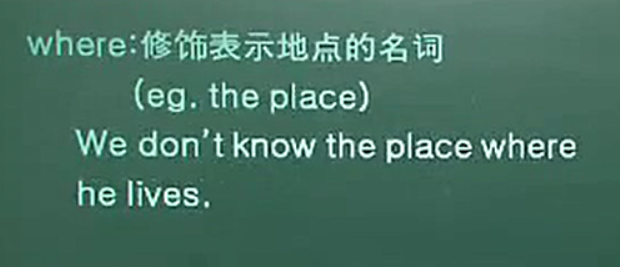 where:修饰表示地点的名词
(eg. the place)
We don't know the place where
he lives.